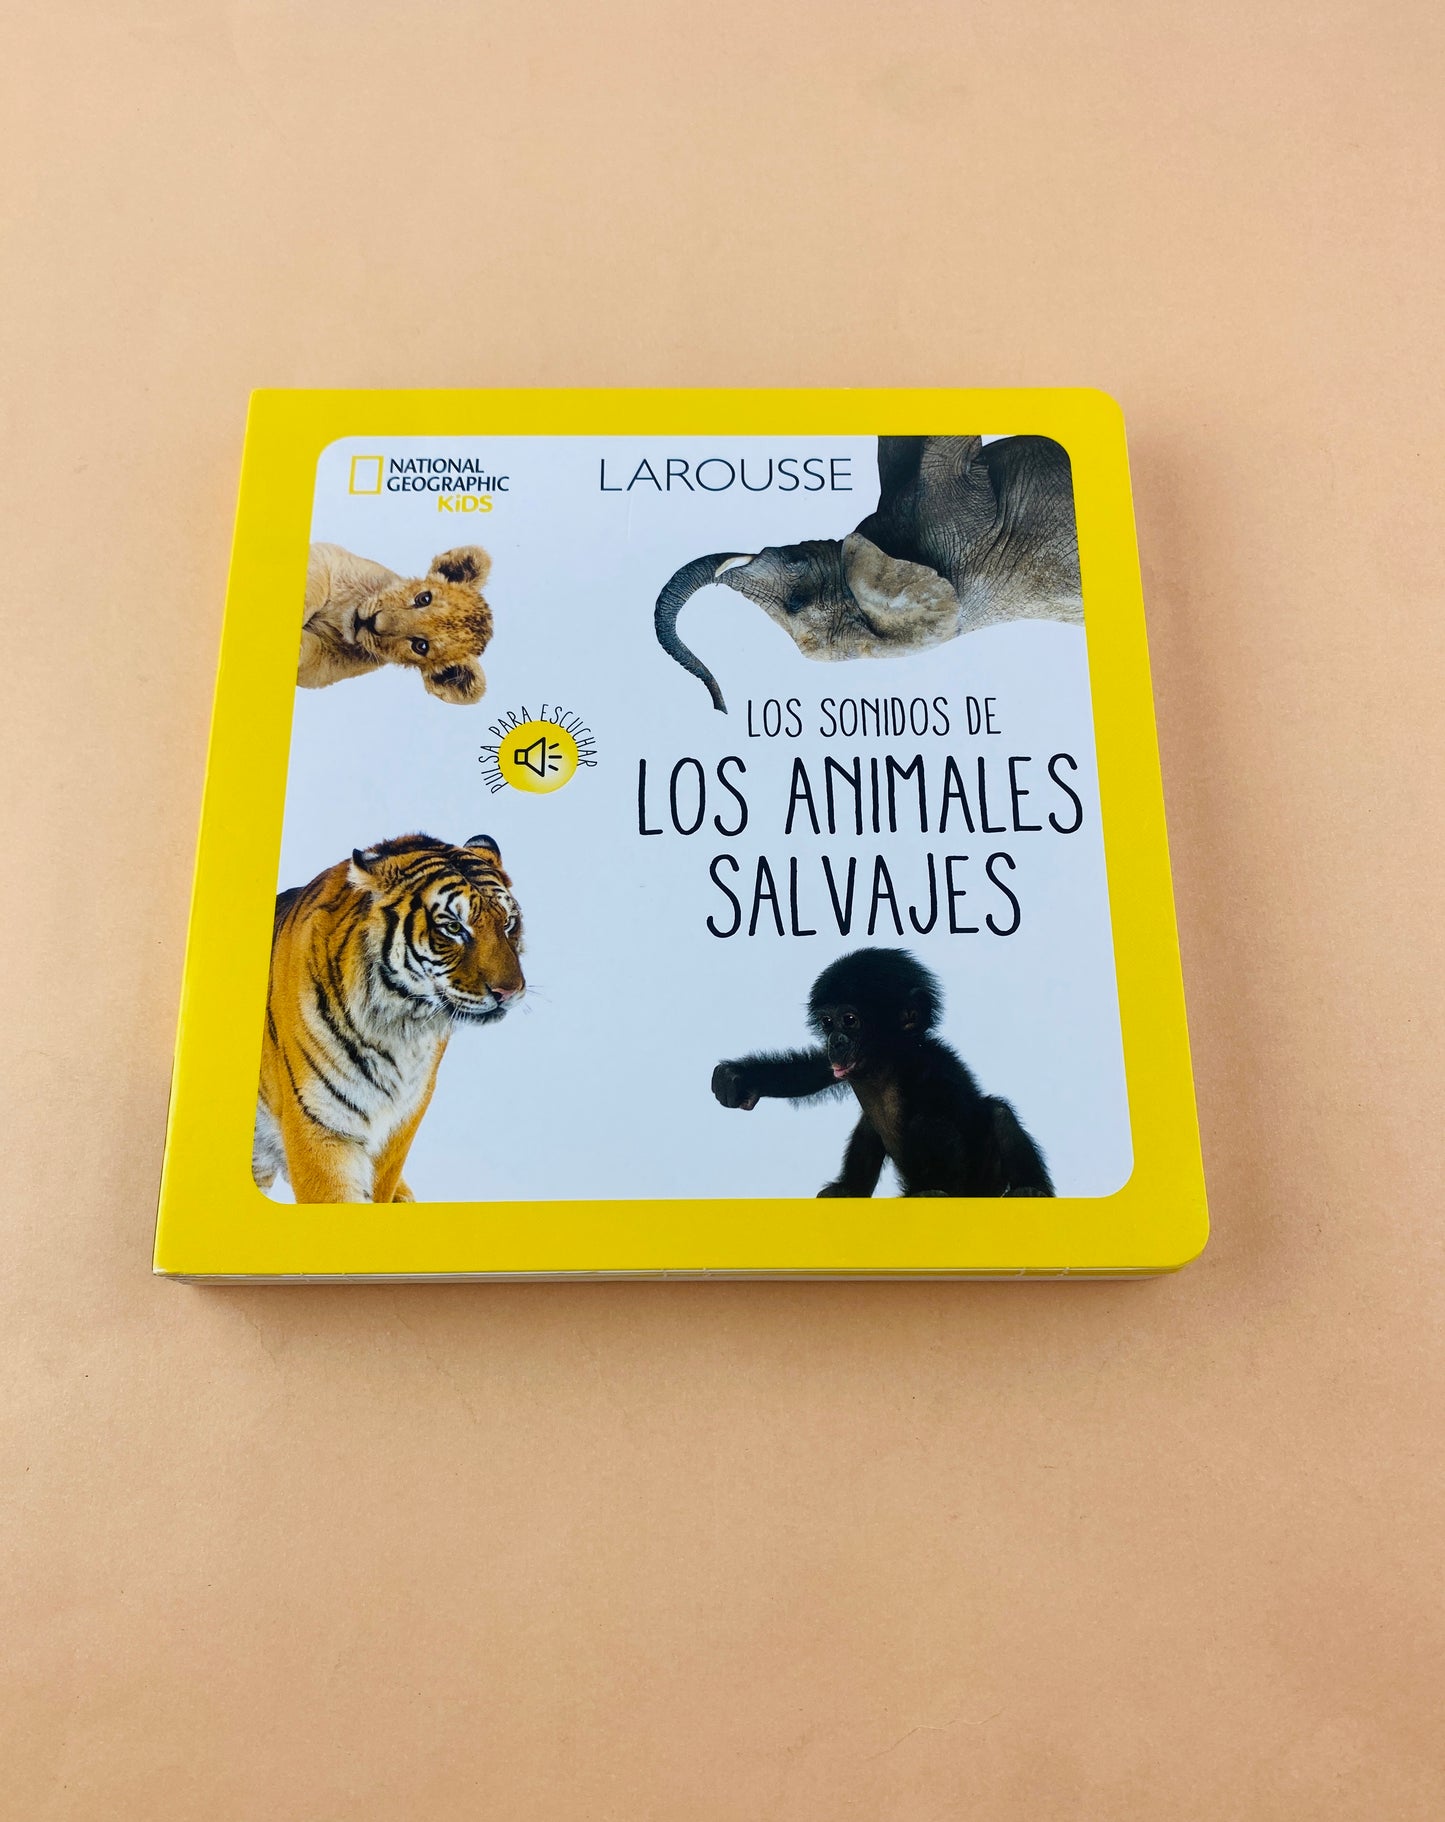 NATIONAL
GEOGRAPHIC
KiDS
LAROUSSE
PULSA PARA ESCUCHAR
LOS SONIDOS DE
LOS ANIMALES
SALVAJES